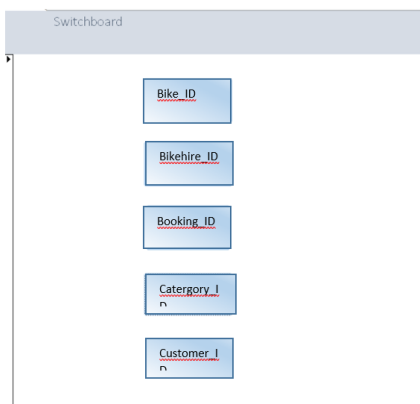 Switchboard
Bike_ID
Bikehire_ID
Booking_ID
Catergory_I
D
Customer_I
D